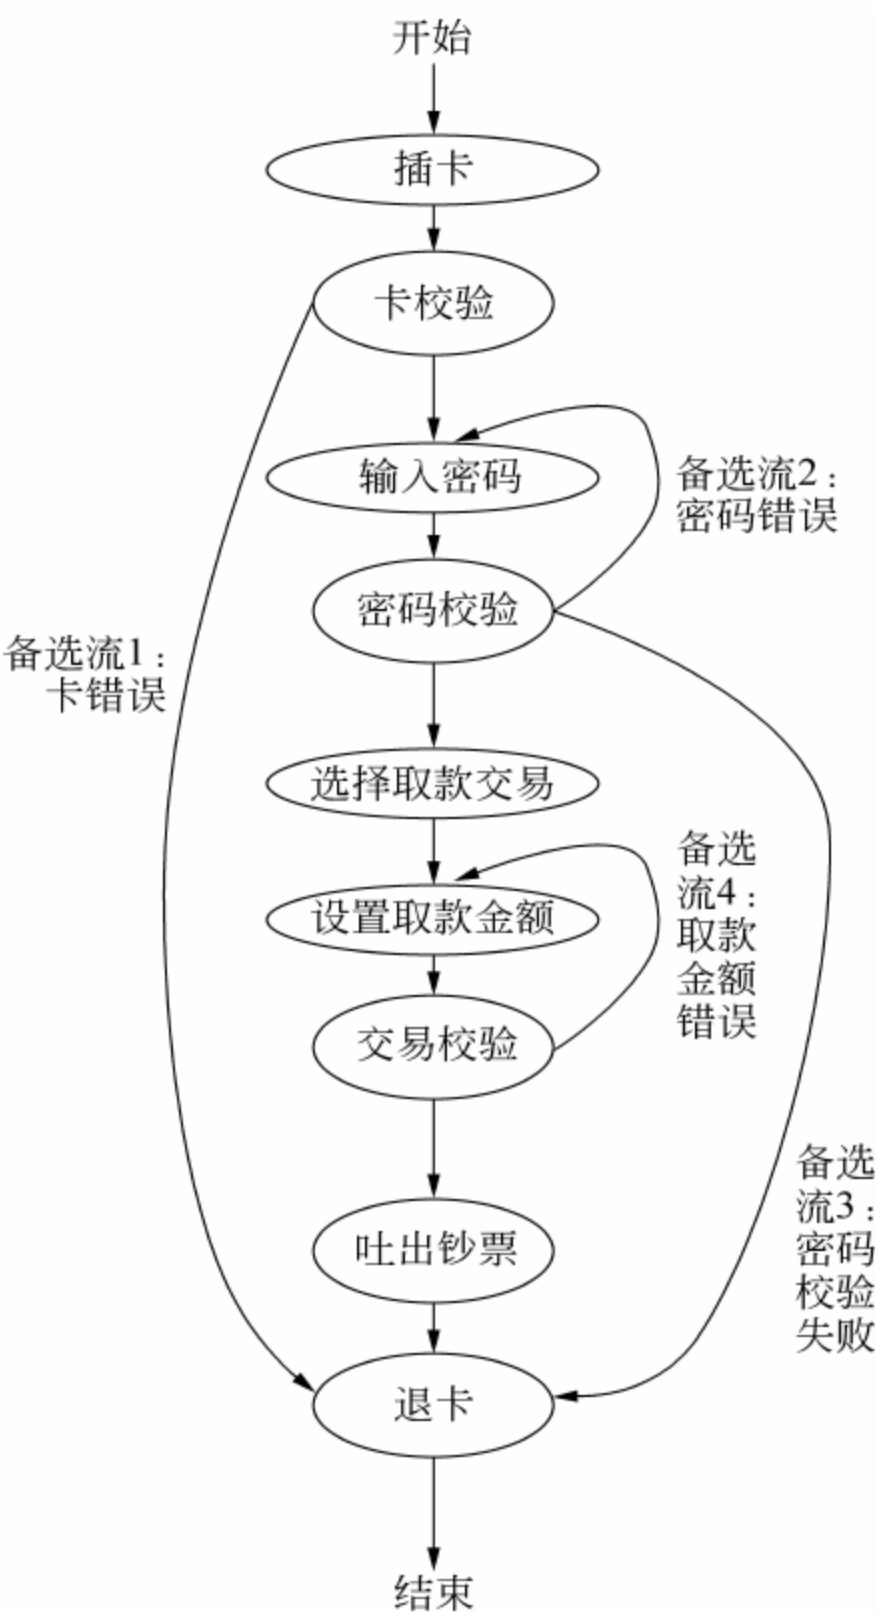 开始
插卡
卡校验
输入密码
备选流2：
密码错误
密码校验
备选流1：
卡错误
选择取款交易
备选
流4：
取款
金额
错误
设置取款金额
交易校验
备选
流3：
密码
校验
失败
吐出钞票
退卡
结束